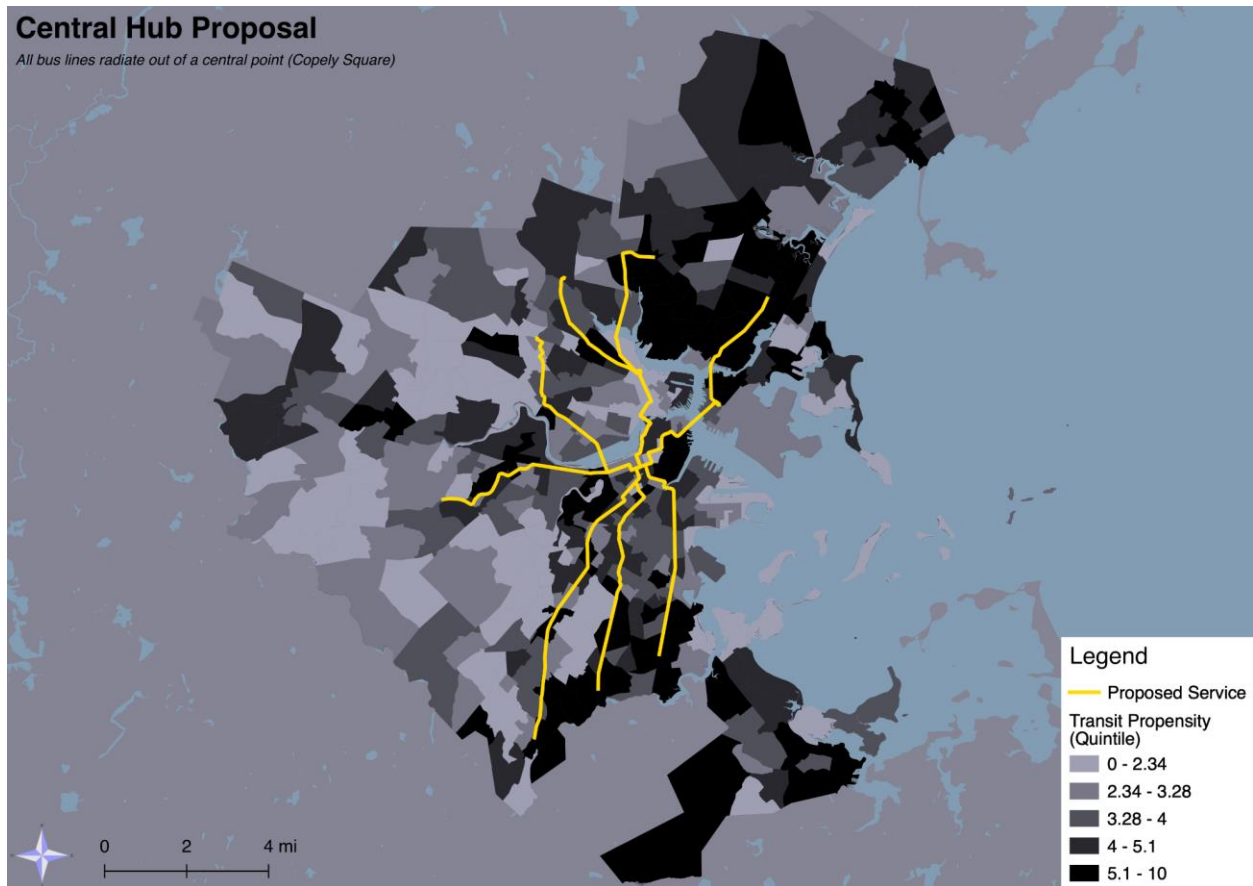 Central Hub Proposal
All bus lines radiate out of a central point (Copely Square)
Legend
Proposed Service
Transit Propensity
(Quintile)
0 - 2.34
2.34 - 3.28
3.28 - 4
4 - 5.1
5.1 - 10
0 2 4 mi